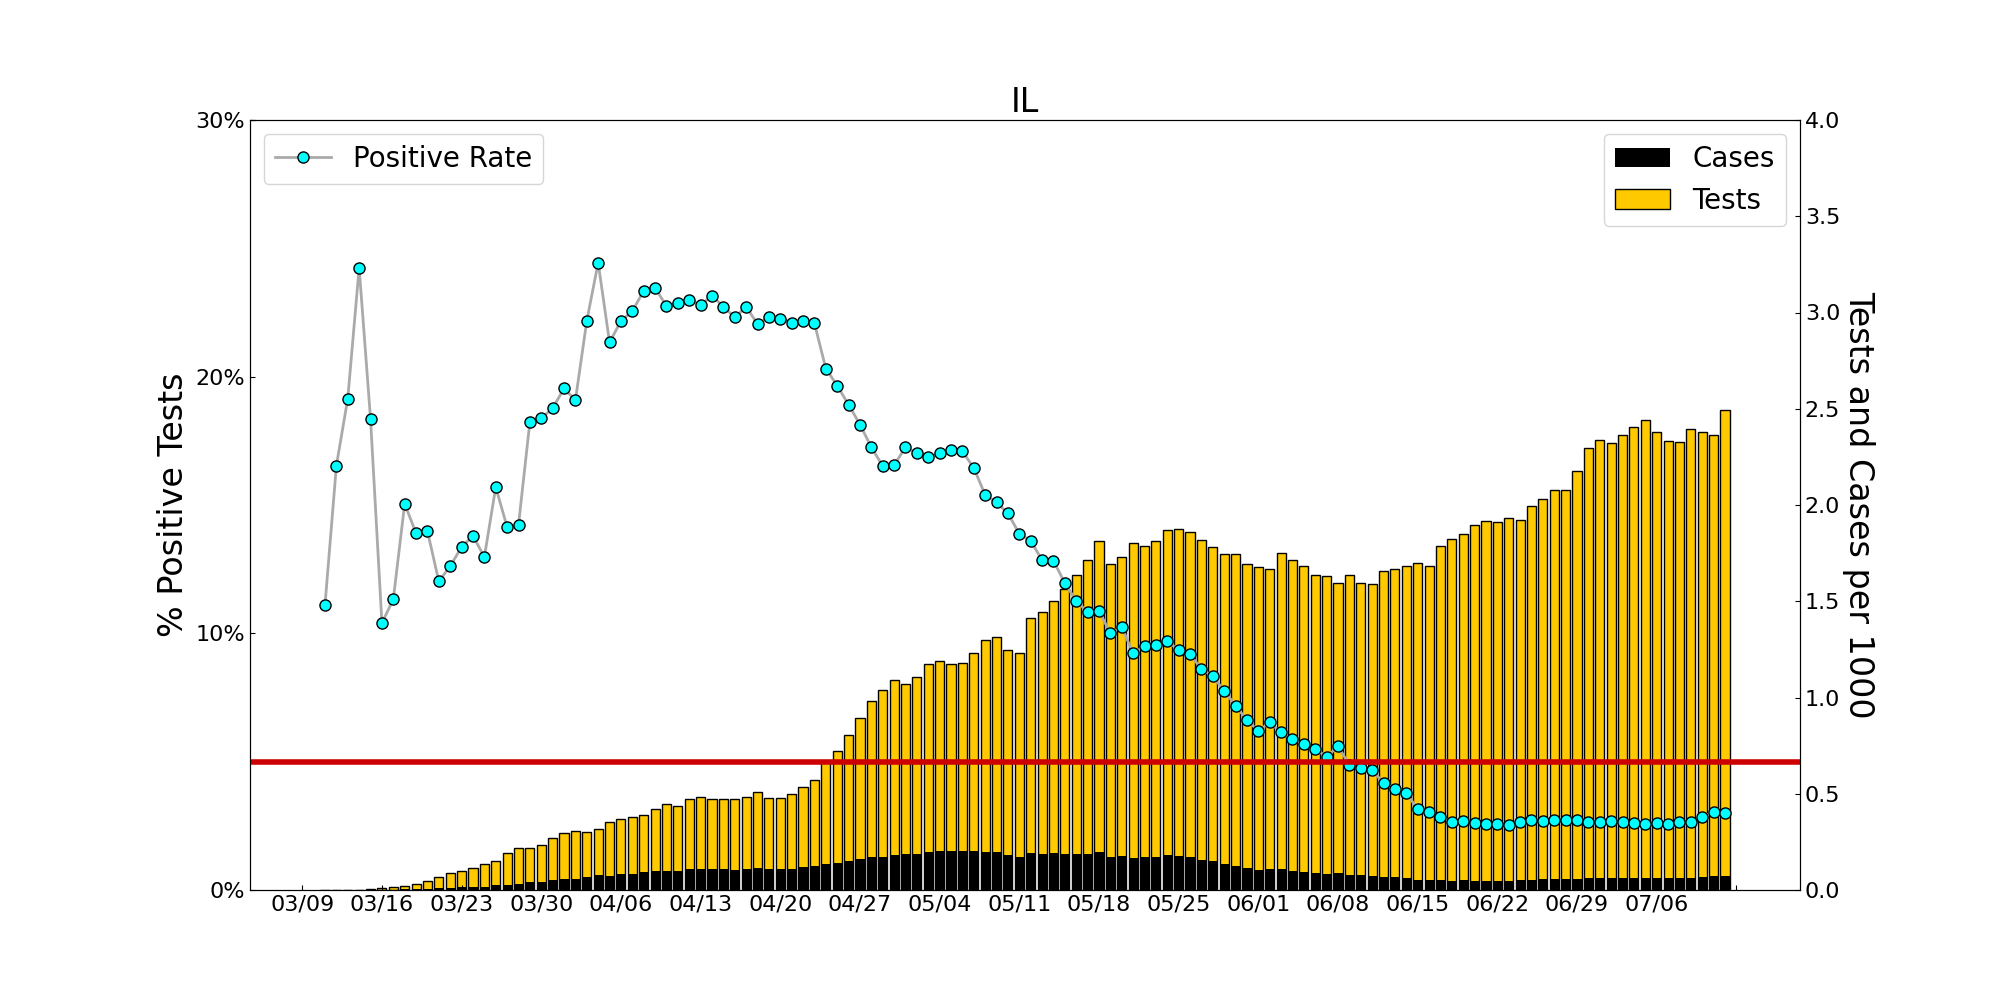 IL
Positive Rate
Cases
Tests
% Positive Tests
30%
20%
10%
0%
Tests and Cases per 1000
4.0
3.5
3.0
2.5
2.0
1.5
1.0
0.5
0.0
03/09 03/16 03/23 03/30 04/06 04/13 04/20 04/27 05/04 05/11 05/18 05/25 06/01 06/08 06/15 06/22 06/29 07/06